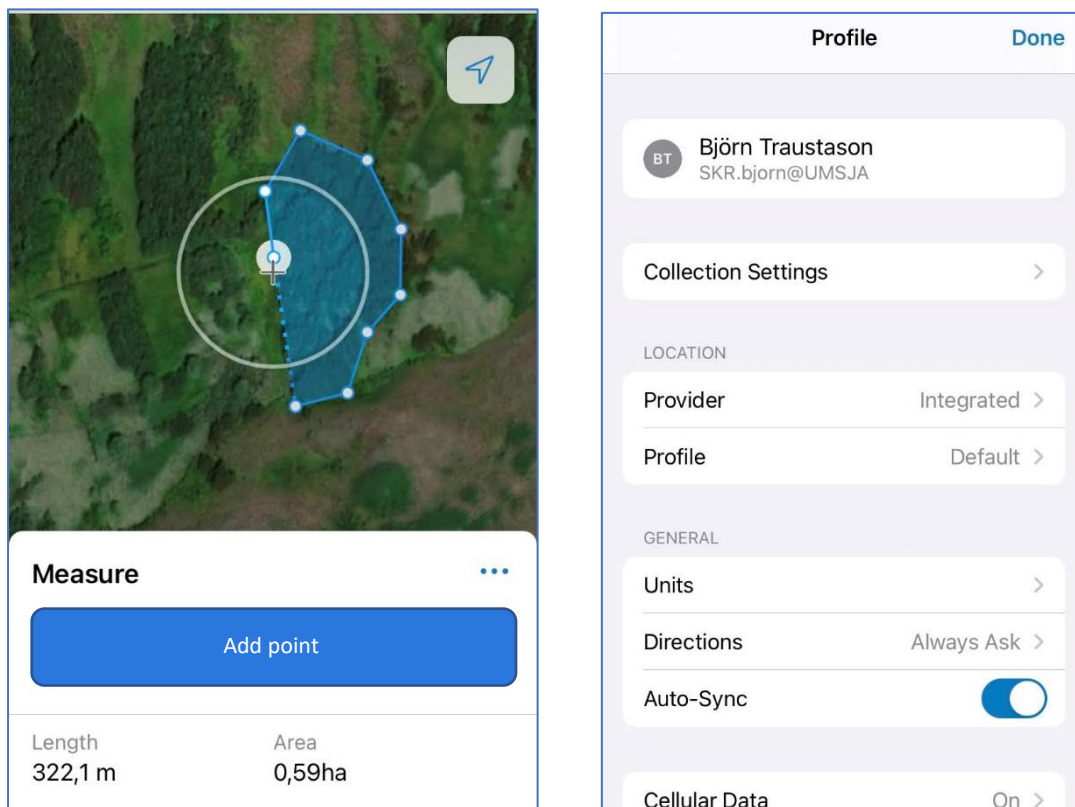 Measure
•••
Add point
Length
Area
322,1 m
0,59ha
Profile
Done
BT
Björn Traustason
SKR.bjorn@UMSJA
Collection Settings
LOCATION
Provider
Integrated
Profile
Default
GENERAL
Units
Directions
Always Ask
Auto-Sync
Cellular Data
On